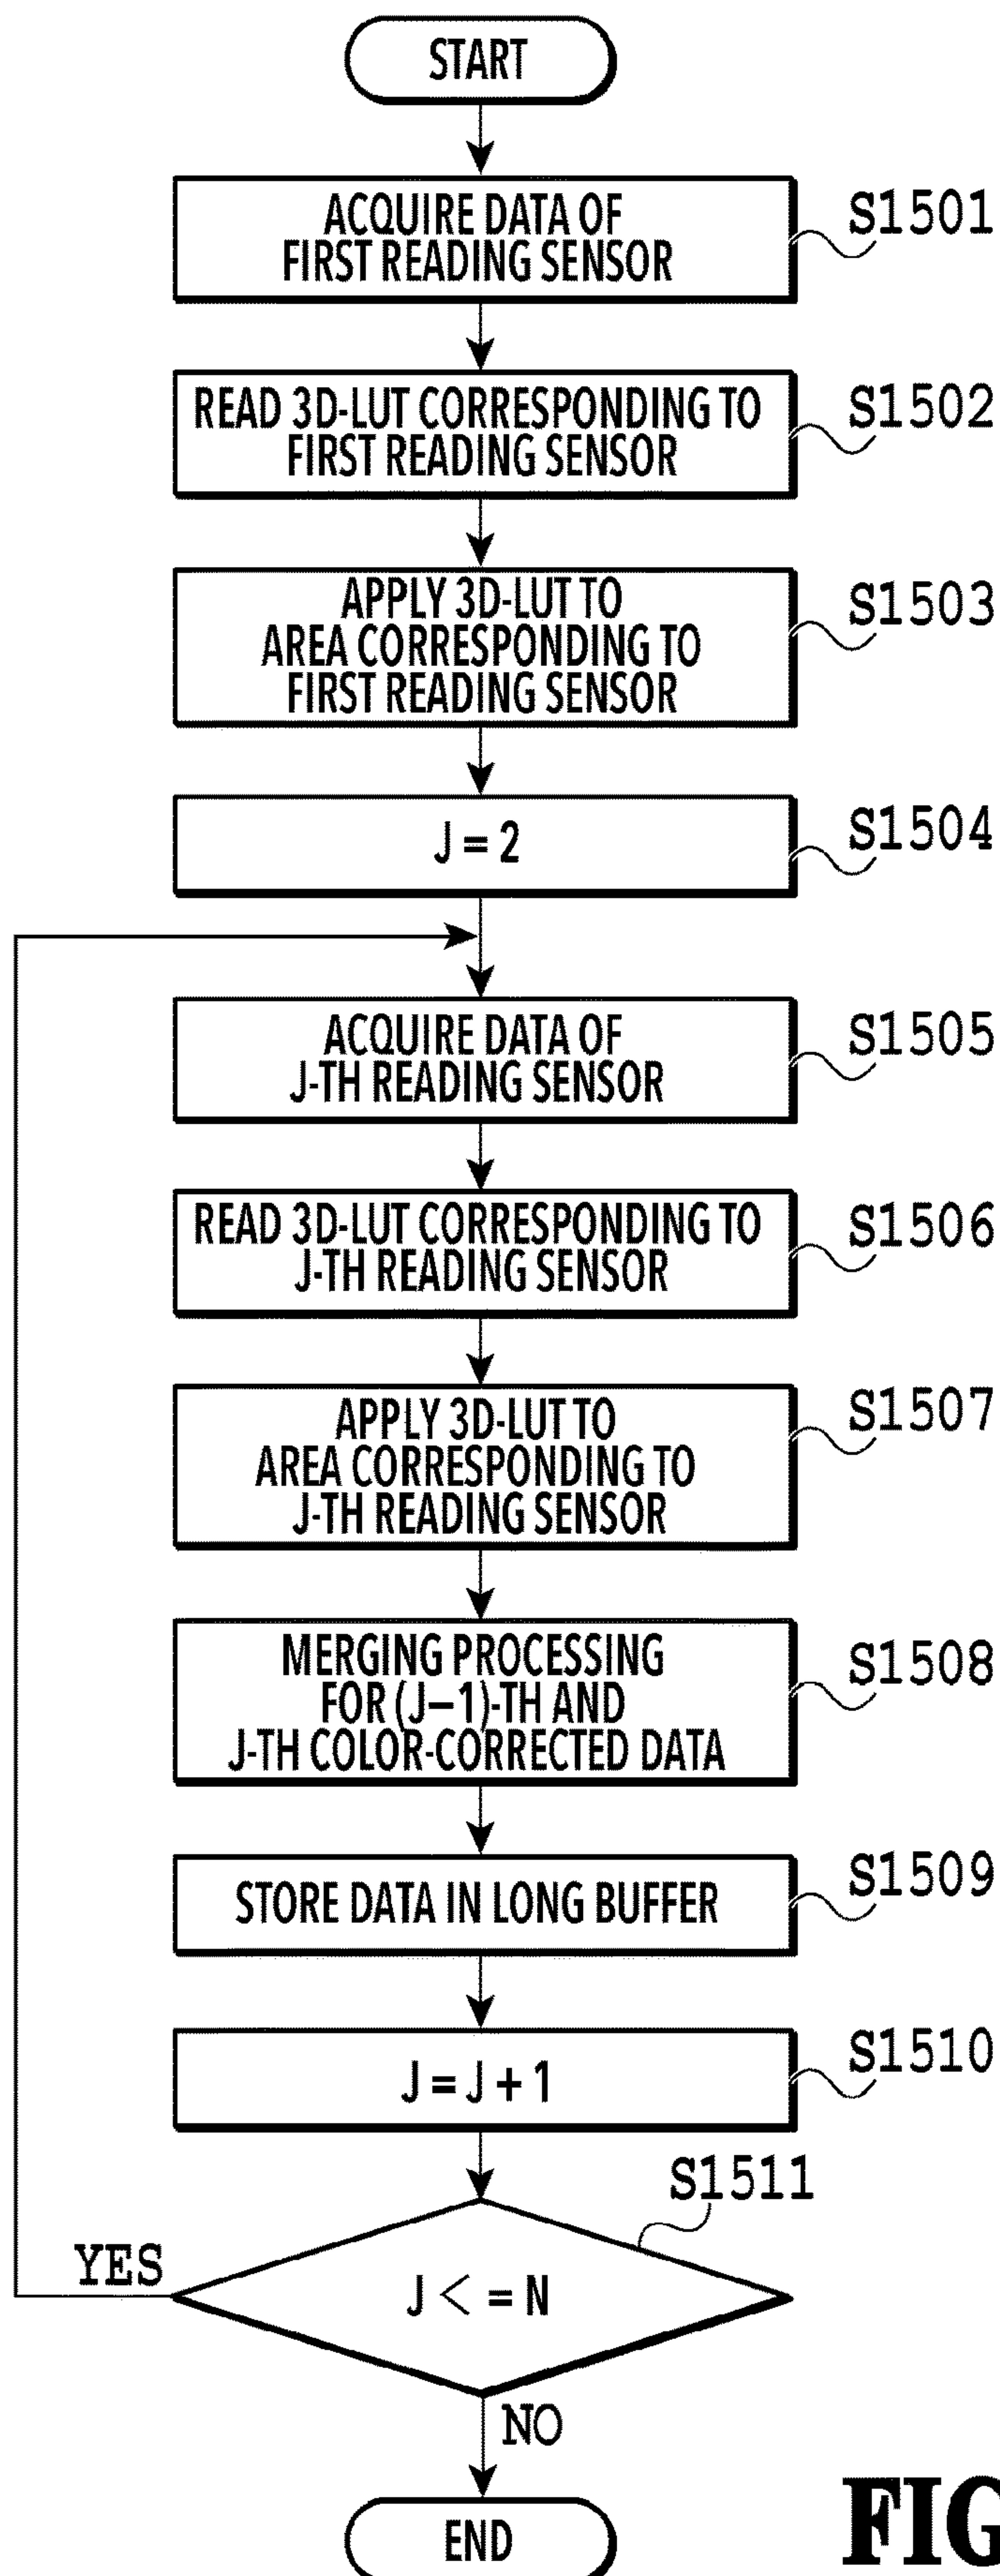 START
ACQUIRE DATA OF
FIRST READING SENSOR
S1501
READ 3D-LUT CORRESPONDING TO
FIRST READING SENSOR
S1502
APPLY 3D-LUT TO
AREA CORRESPONDING TO
FIRST READING SENSOR
S1503
J = 2
S1504
ACQUIRE DATA OF
J-TH READING SENSOR
S1505
READ 3D-LUT CORRESPONDING TO
J-TH READING SENSOR
S1506
APPLY 3D-LUT TO
AREA CORRESPONDING TO
J-TH READING SENSOR
S1507
MERGING PROCESSING
FOR (J−1)-TH AND
J-TH COLOR-CORRECTED DATA
S1508
STORE DATA IN LONG BUFFER
S1509
J = J + 1
S1510
S1511
YES
J < = N
NO
END
FIG